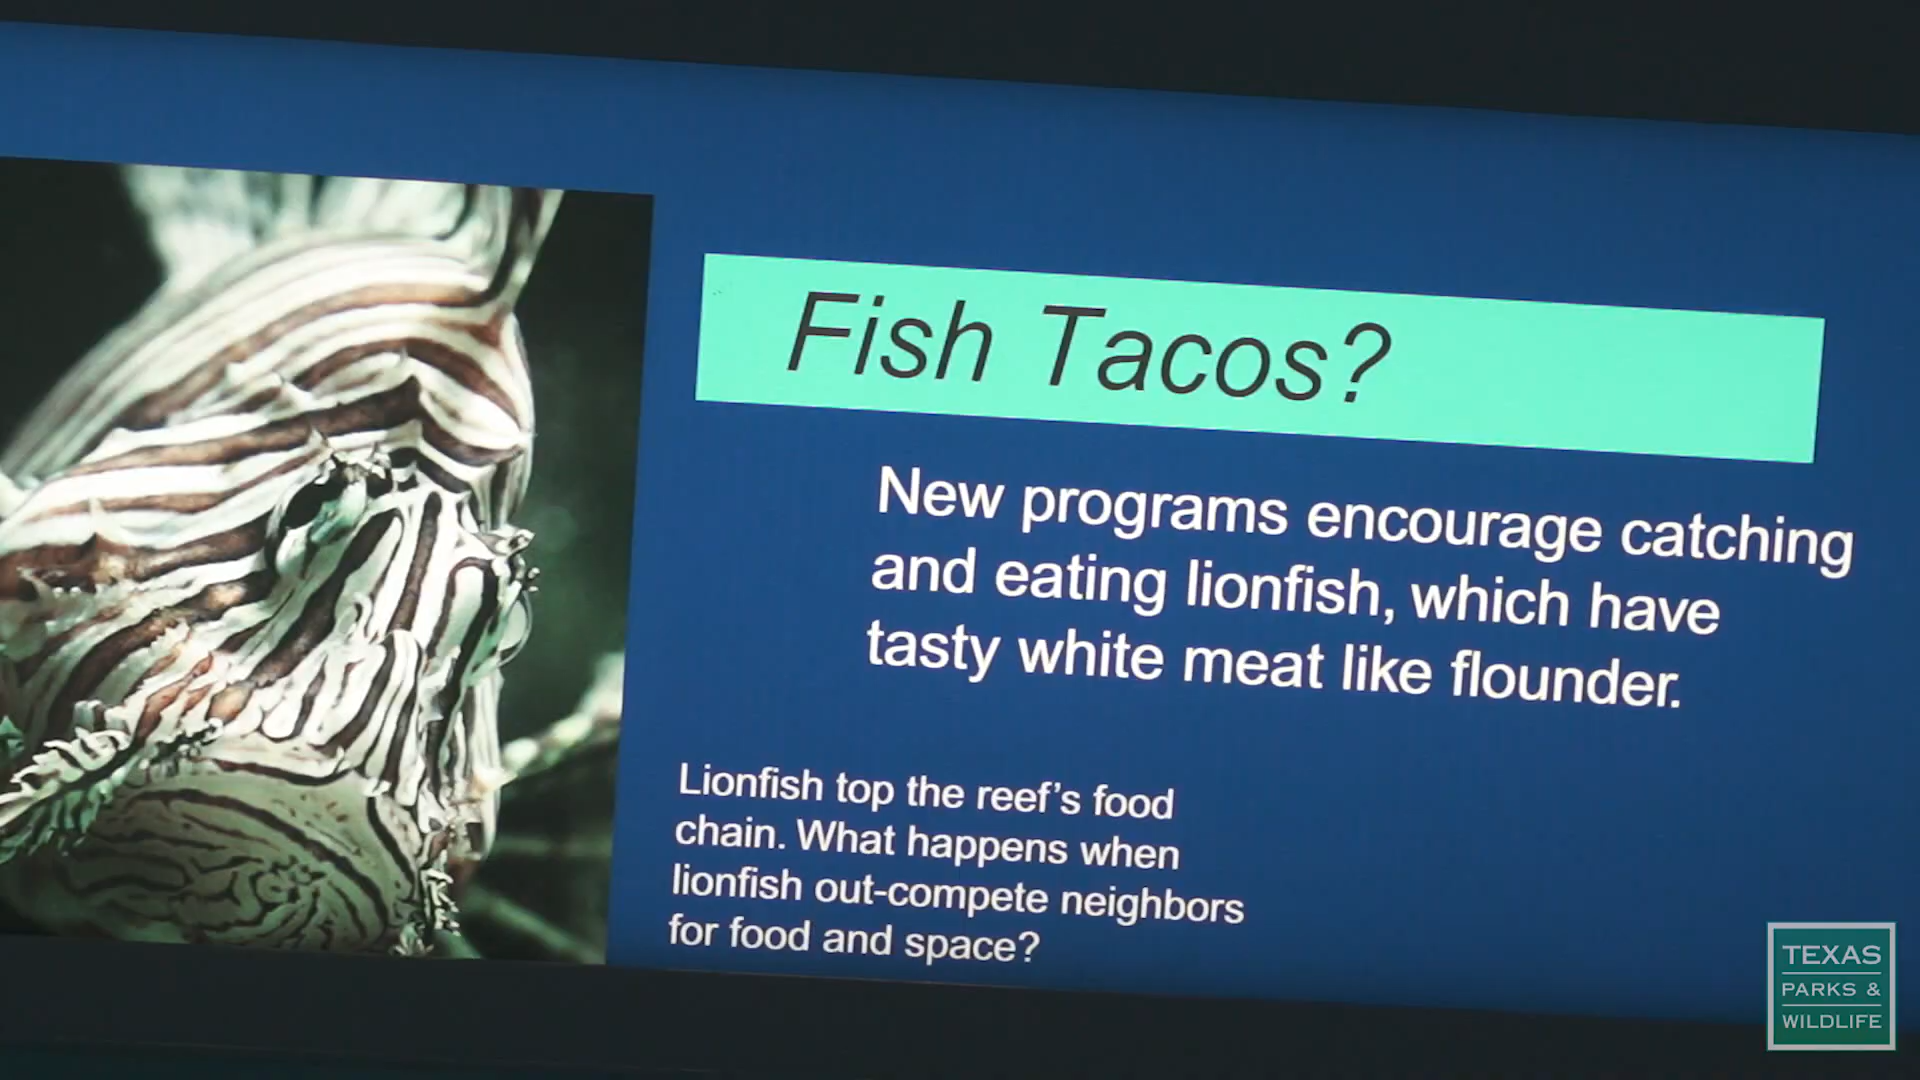 Fish Tacos?
New programs encourage catching
and eating lionfish, which have
tasty white meat like flounder.
Lionfish top the reef's food
chain. What happens when
lionfish out-compete neighbors
for food and space?
TEXAS
PARKS &
WILDLIFE